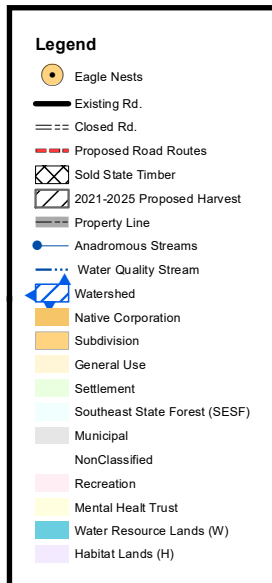 Legend
Eagle Nests
Existing Rd.
Closed Rd.
Proposed Road Routes
Sold State Timber
2021-2025 Proposed Harvest
Property Line
Anadromous Streams
Water Quality Stream
Watershed
Native Corporation
Subdivision
General Use
Settlement
Southeast State Forest (SESF)
Municipal
NonClassified
Recreation
Mental Healt Trust
Water Resource Lands (W)
Habitat Lands (H)